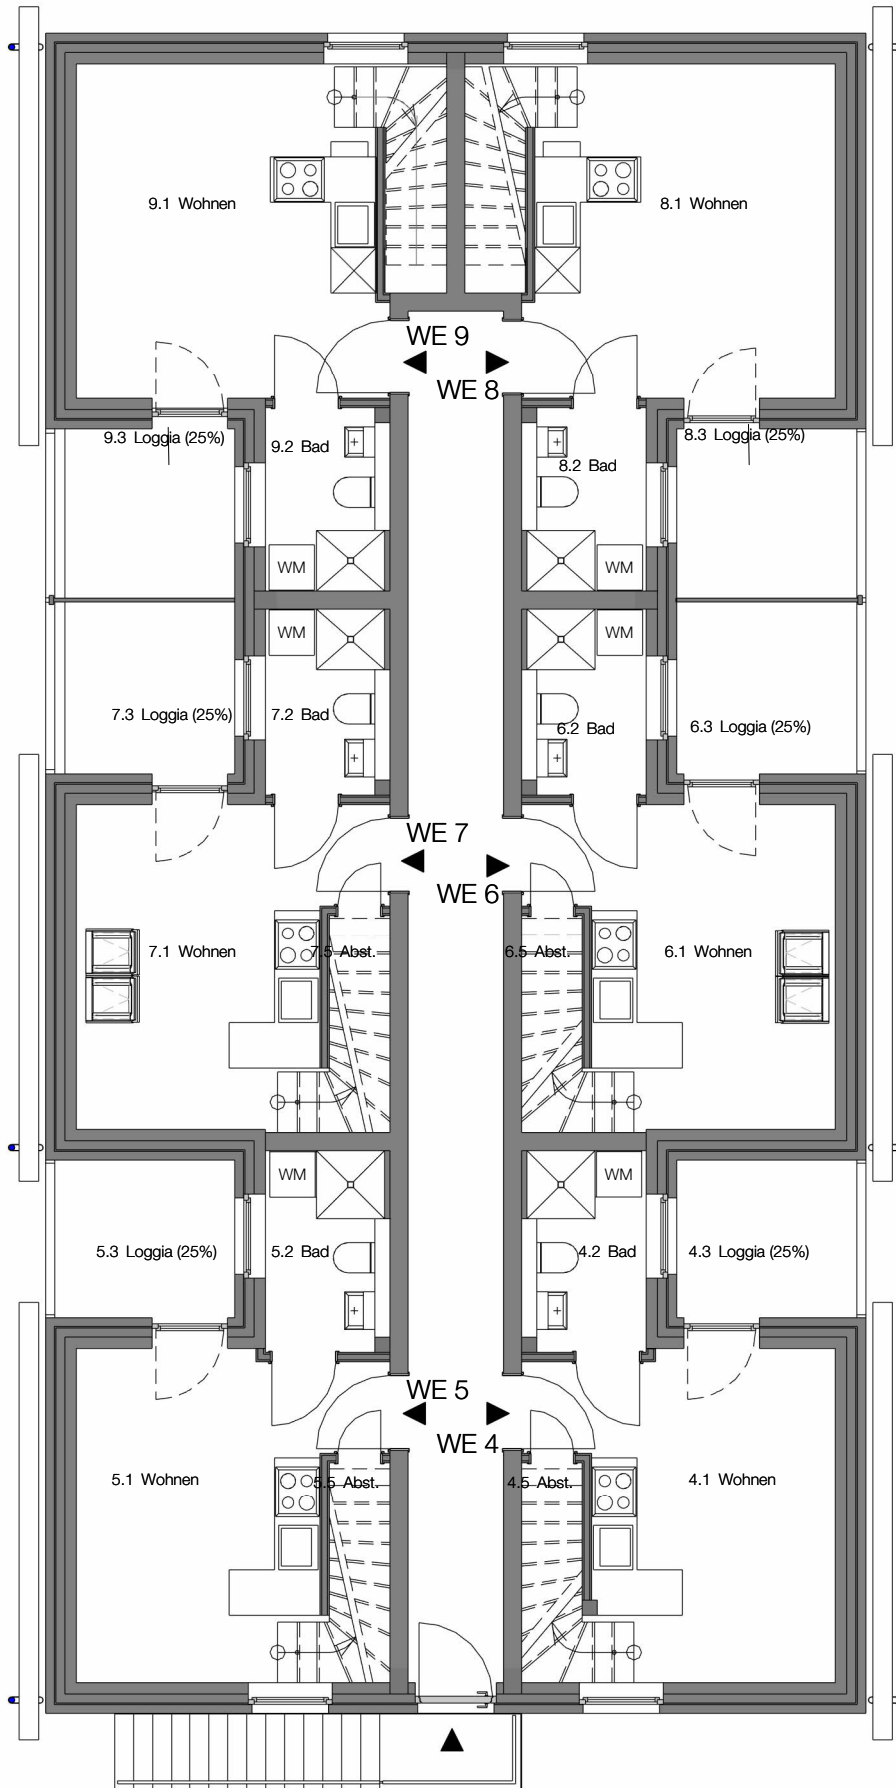 9.1 Wohnen
8.1 Wohnen
WE 9
WE 8
9.3 Loggia (25%)
9.2 Bad
8.2 Bad
8.3 Loggia (25%)
WM
WM
WM
WM
7.3 Loggia (25%)
7.2 Bad
6.2 Bad
6.3 Loggia (25%)
WE 7
WE 6
7.1 Wohnen
7.5 Abst.
6.5 Abst.
6.1 Wohnen
WM
WM
5.3 Loggia (25%)
5.2 Bad
4.2 Bad
4.3 Loggia (25%)
WE 5
WE 4
5.1 Wohnen
5.5 Abst.
4.5 Abst.
4.1 Wohnen